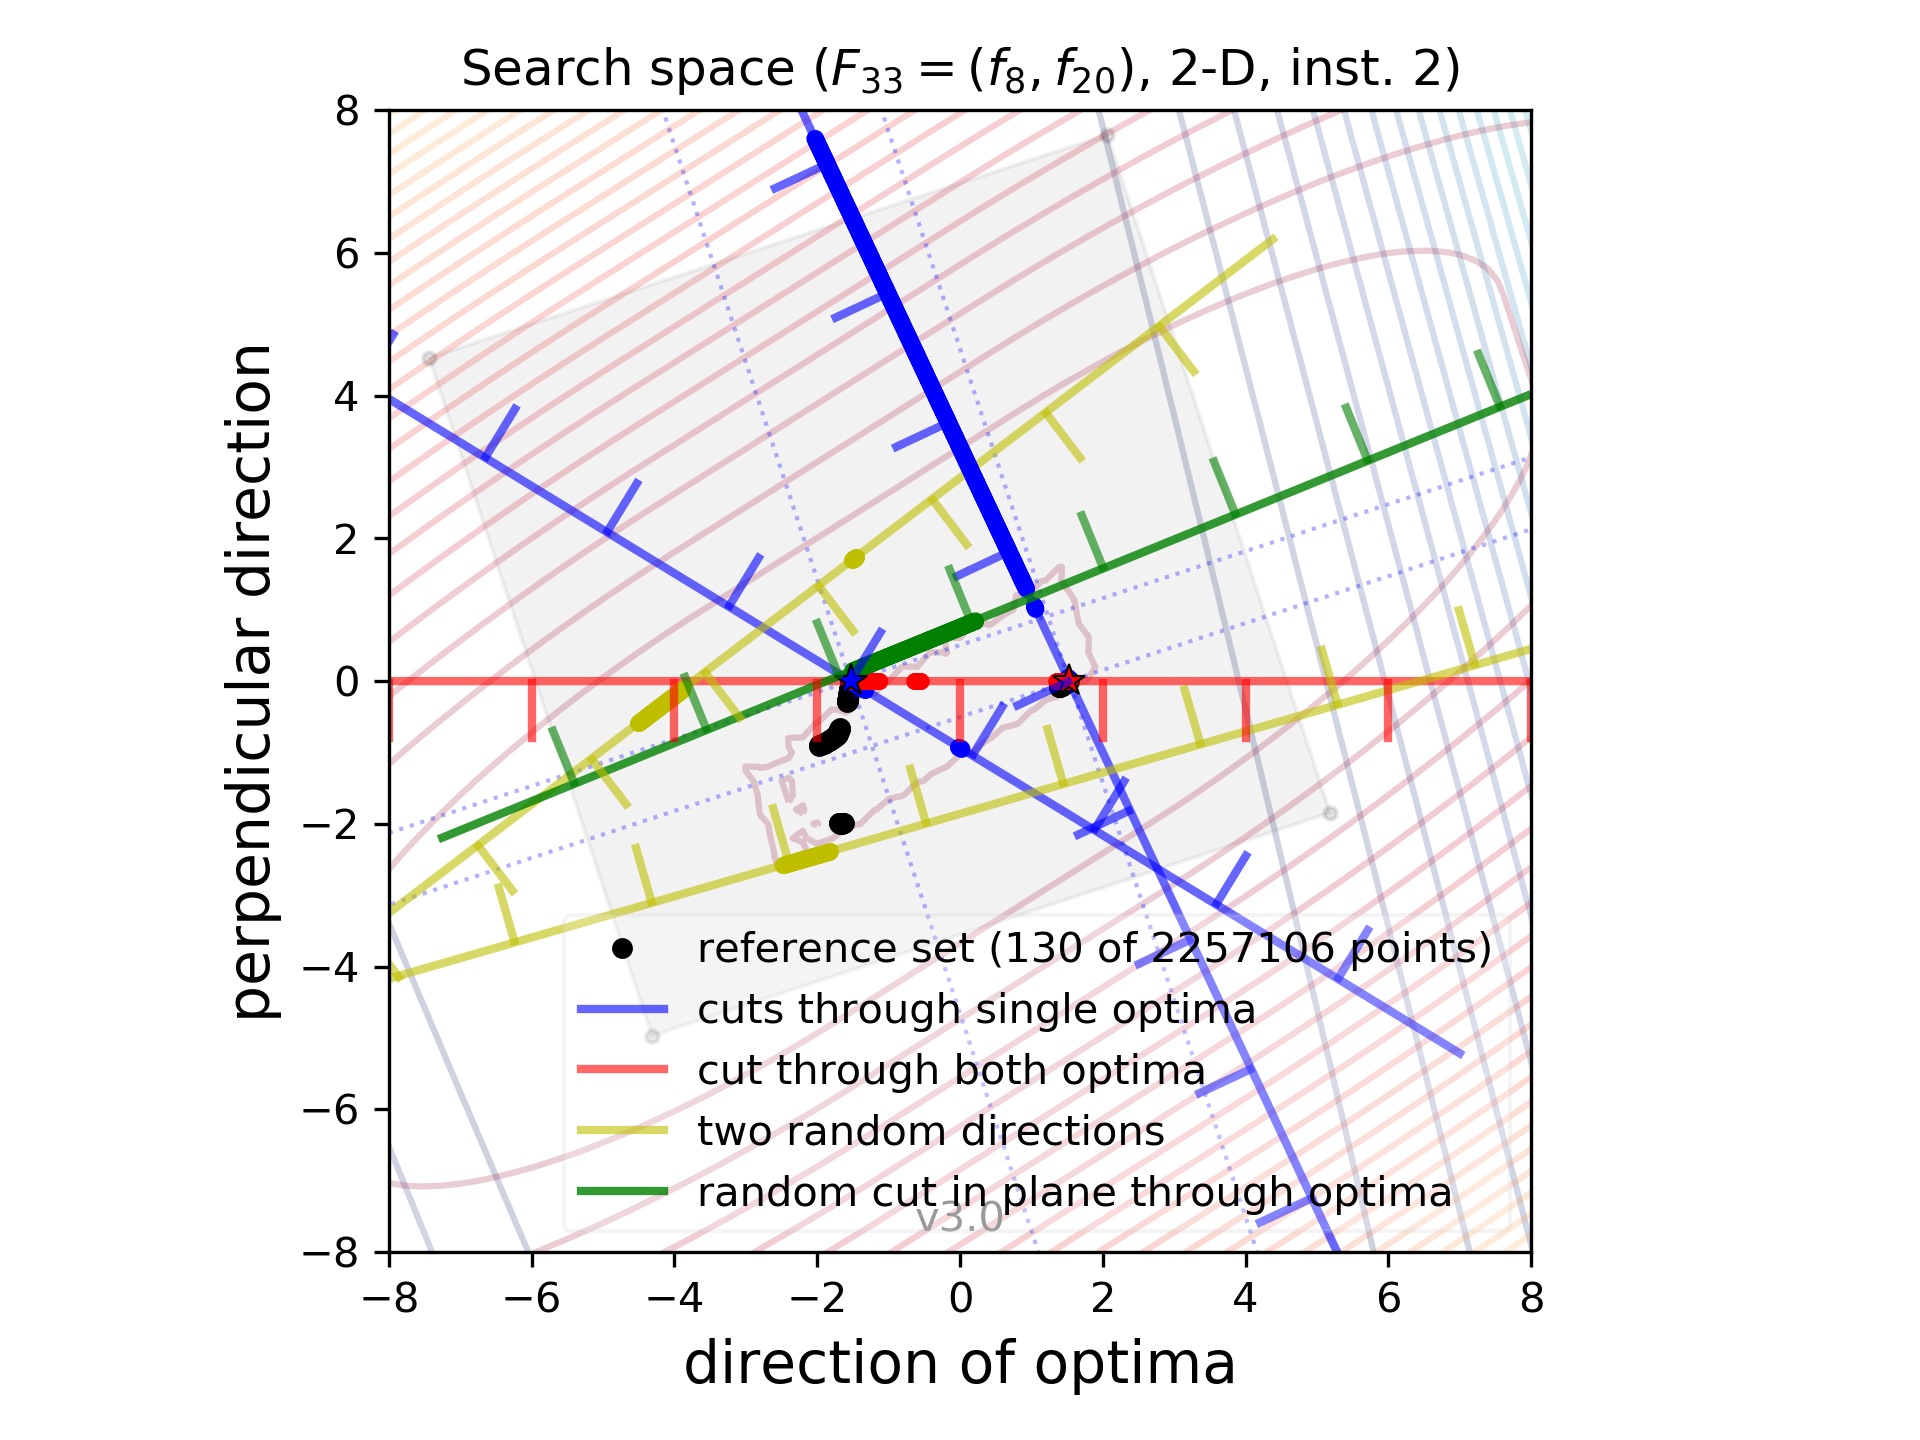 Search space (F33 = (f8, f20), 2-D, inst. 2)
8
6
4
2
0
−2
−4
−6
−8
perpendicular direction
reference set (130 of 2257106 points)
cuts through single optima
cut through both optima
two random directions
random cut in plane through optima
v3.0
−8 −6 −4 −2 0 2 4 6 8
direction of optima